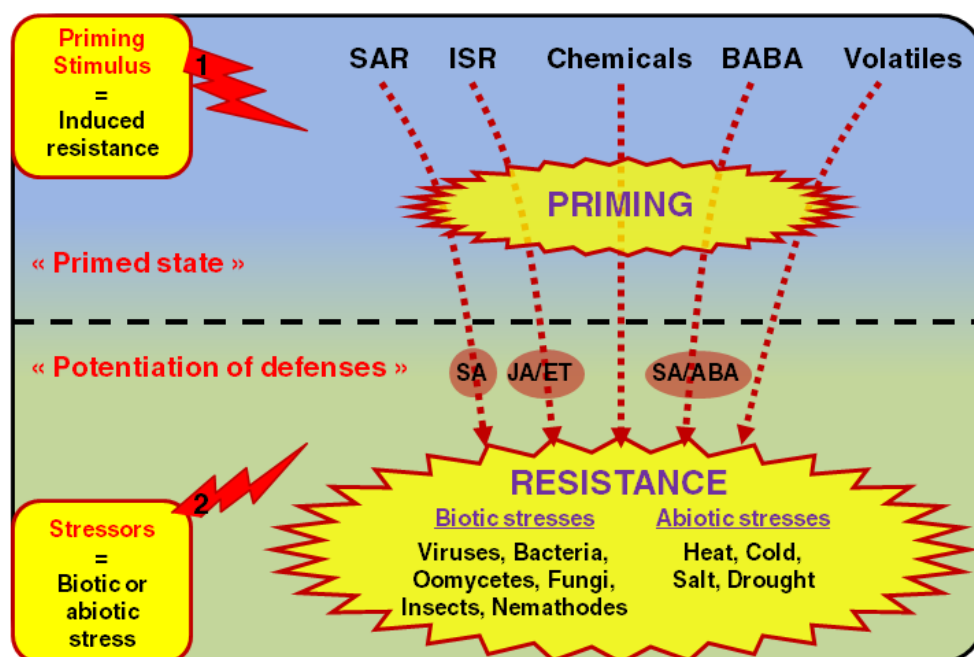 Priming
Stimulus
=
Induced
resistance
1
SAR ISR Chemicals BABA Volatiles
PRIMING
« Primed state »
« Potentiation of defenses »
SA JA/ET SA/ABA
2
Stressors
=
Biotic or
abiotic
stress
RESISTANCE
Biotic stresses
Viruses, Bacteria,
Oomycetes, Fungi,
Insects, Nemathodes
Abiotic stresses
Heat, Cold,
Salt, Drought